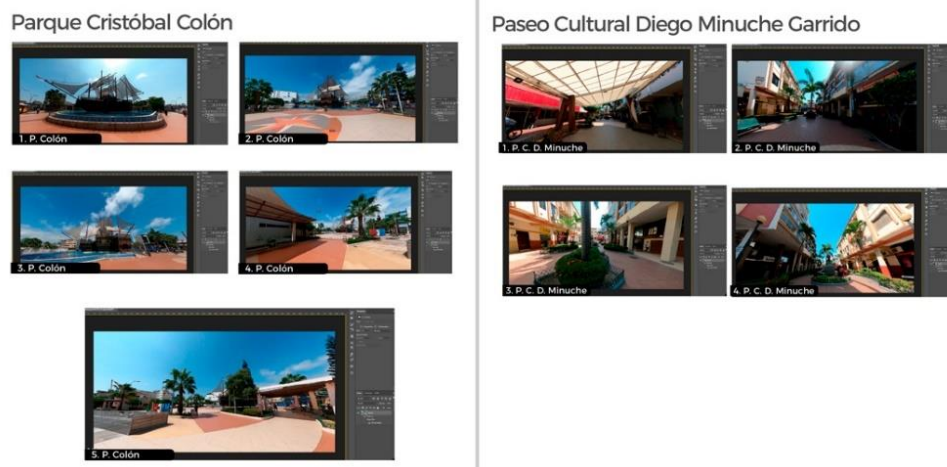 Parque Cristóbal Colón
1. P. Colón
2. P. Colón
3. P. Colón
4. P. Colón
5. P. Colón
Paseo Cultural Diego Minuche Garrido
1. P. C. D. Minuche
2. P. C. D. Minuche
3. P. C. D. Minuche
4. P. C. D. Minuche